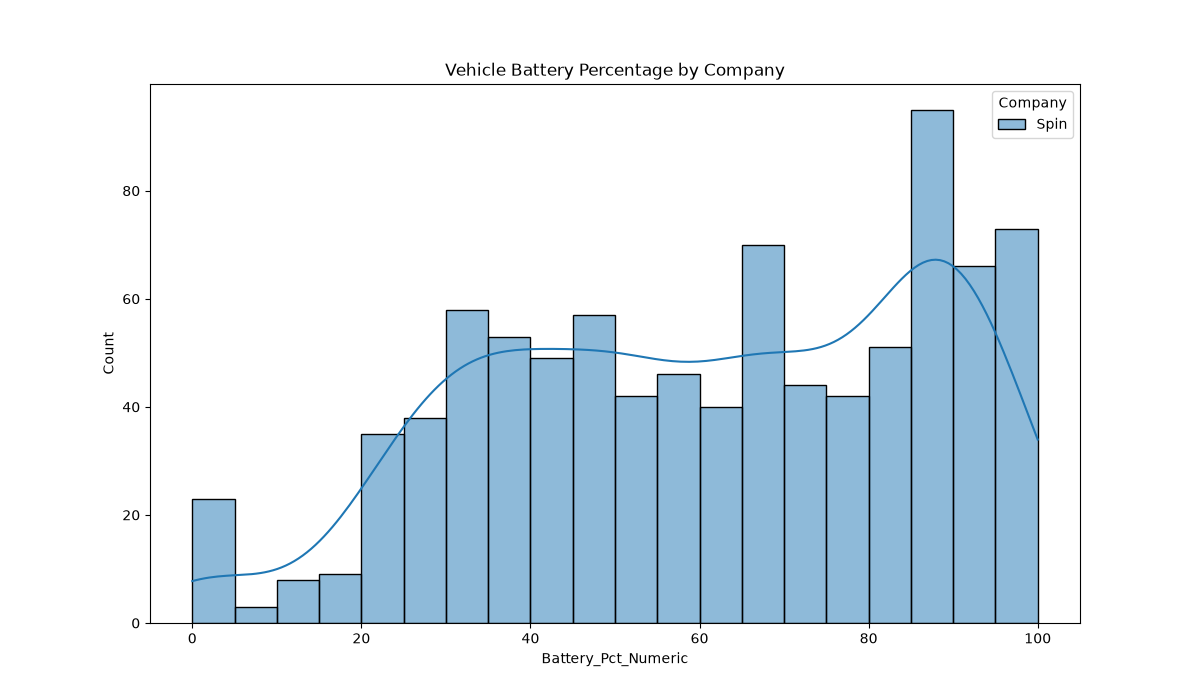 Vehicle Battery Percentage by Company
Company
Spin
Count
80
60
40
20
0
0 20 40 60 80 100
Battery_Pct_Numeric